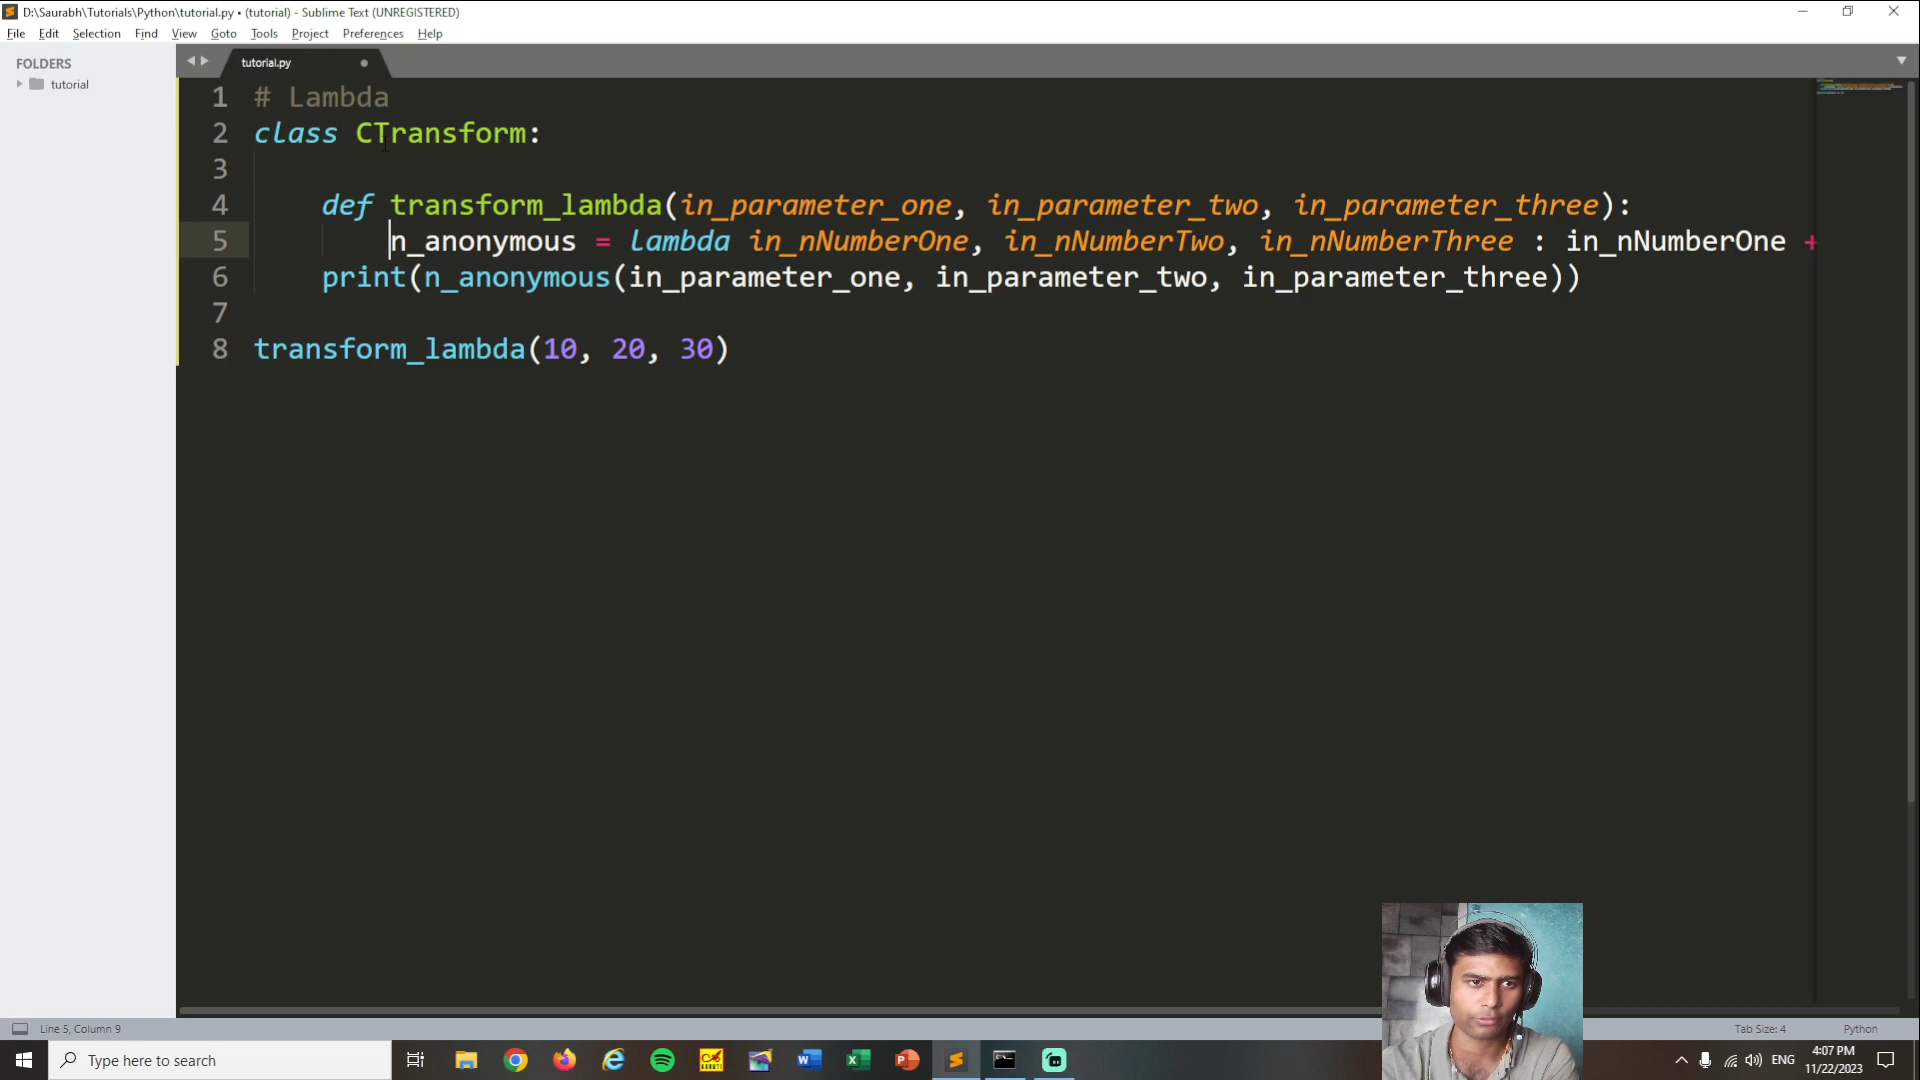 D:\Saurabh\Tutorials\Python\tutorial.py • (tutorial) - Sublime Text (UNREGISTERED)
File Edit Selection Find View Goto Tools Project Preferences Help
FOLDERS
tutorial
tutorial.py
1 # Lambda
2 class CTransform:
3
4 def transform_lambda(in_parameter_one, in_parameter_two, in_parameter_three):
5 n_anonymous = lambda in_nNumberOne, in_nNumberTwo, in_nNumberThree : in_nNumberOne +
6 print(n_anonymous(in_parameter_one, in_parameter_two, in_parameter_three))
7
8 transform_lambda(10, 20, 30)
Line 5, Column 9
Tab Size: 4
Python
Type here to search
ENG
4:07 PM
11/22/2023